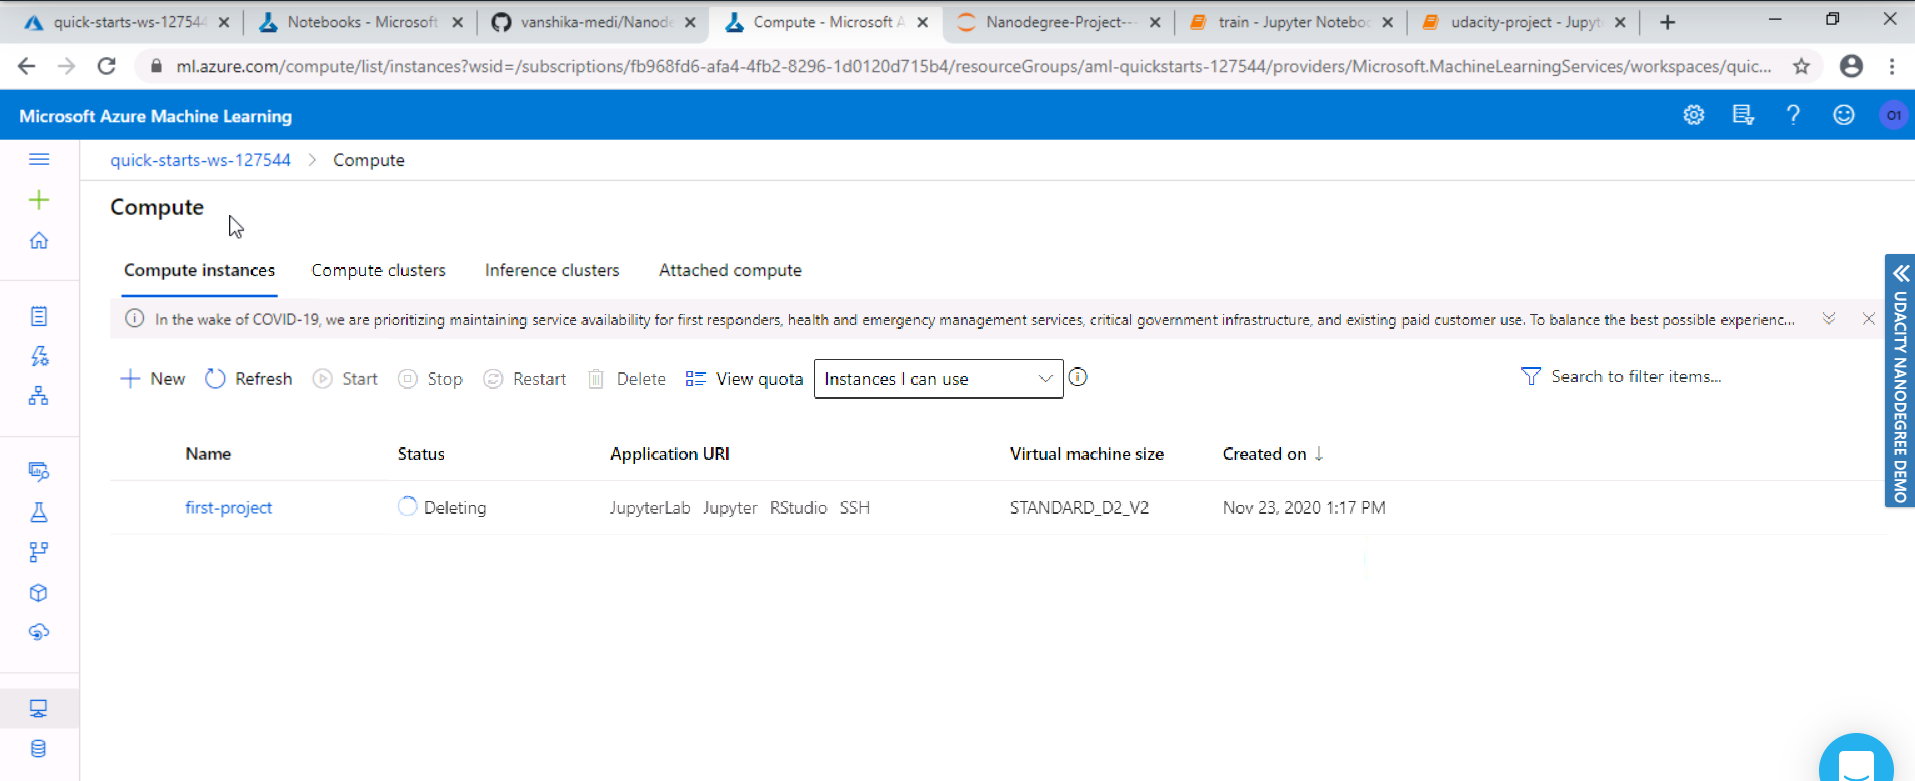 quick-starts-ws-127544
Notebooks - Microsoft
vanshika-medi/Nanode
Compute - Microsoft A
Nanodegree-Project--
train - Jupyter Noteboo
udacity-project - Jupyt
ml.azure.com/compute/list/instances?wsid=/subscriptions/fb968fd6-afa4-4fb2-8296-1d0120d715b4/resourceGroups/aml-quickstarts-127544/providers/Microsoft.MachineLearningServices/workspaces/quic...
Microsoft Azure Machine Learning
O1
quick-starts-ws-127544 > Compute
Compute
Compute instances Compute clusters Inference clusters Attached compute
In the wake of COVID-19, we are prioritizing maintaining service availability for first responders, health and emergency management services, critical government infrastructure, and existing paid customer use. To balance the best possible experienc...
New Refresh Start Stop Restart Delete View quota Instances I can use Search to filter items...
Name Status Application URI Virtual machine size Created on ↓
first-project Deleting JupyterLab Jupyter RStudio SSH STANDARD_D2_V2 Nov 23, 2020 1:17 PM
UDACITY NANODEGREE DEMO